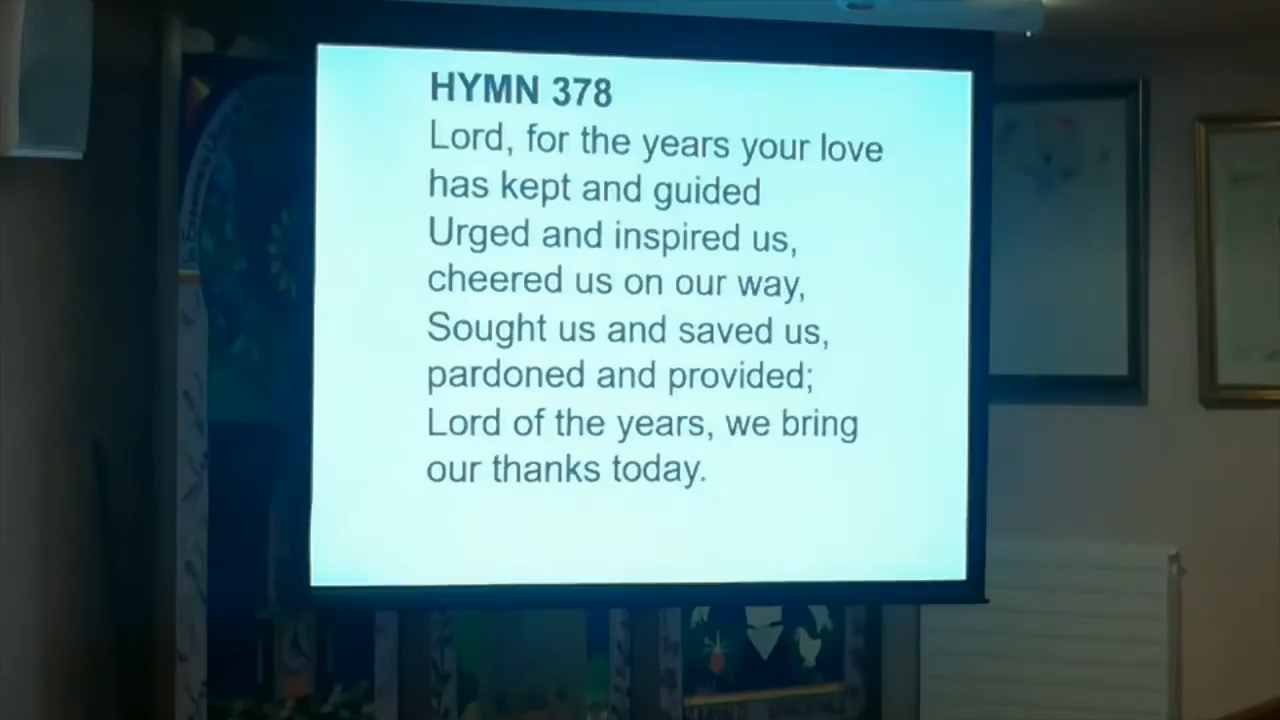 HYMN 378
Lord, for the years your love
has kept and guided
Urged and inspired us,
cheered us on our way,
Sought us and saved us,
pardoned and provided;
Lord of the years, we bring
our thanks today.